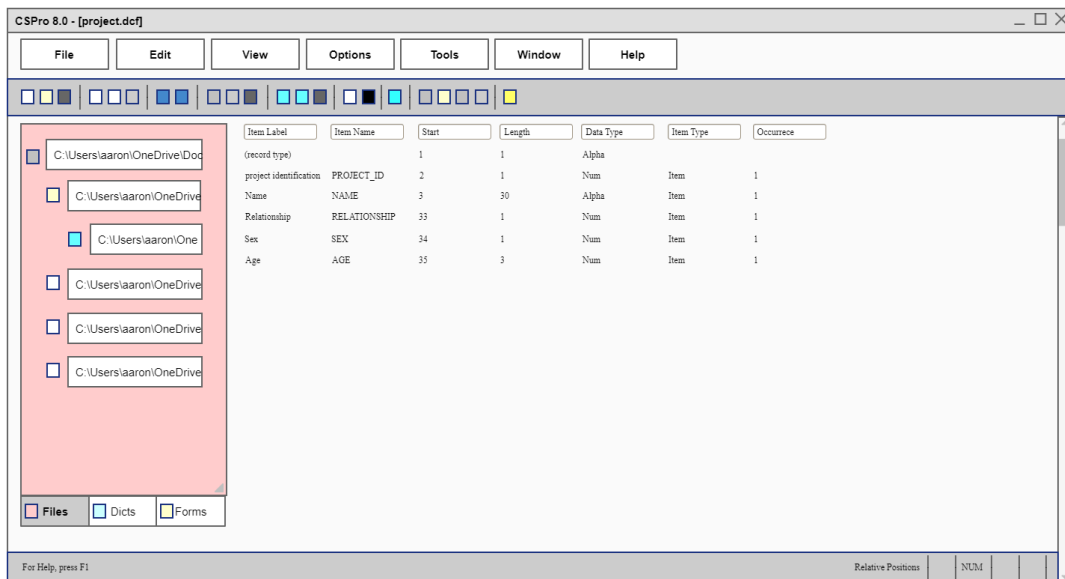 CSPro 8.0 - [project.dcf]
File Edit View Options Tools Window Help
Item Label Item Name Start Length Data Type Item Type Occurrece
(record type) 1 1 Alpha
project identification PROJECT_ID 2 1 Num Item 1
Name NAME 3 30 Alpha Item 1
Relationship RELATIONSHIP 33 1 Num Item 1
Sex SEX 34 1 Num Item 1
Age AGE 35 3 Num Item 1
C:\Users\aaron\OneDrive\Doc
C:\Users\aaron\OneDrive
C:\Users\aaron\One
C:\Users\aaron\OneDrive
C:\Users\aaron\OneDrive
C:\Users\aaron\OneDrive
Files Dicts Forms
For Help, press F1 Relative Positions NUM